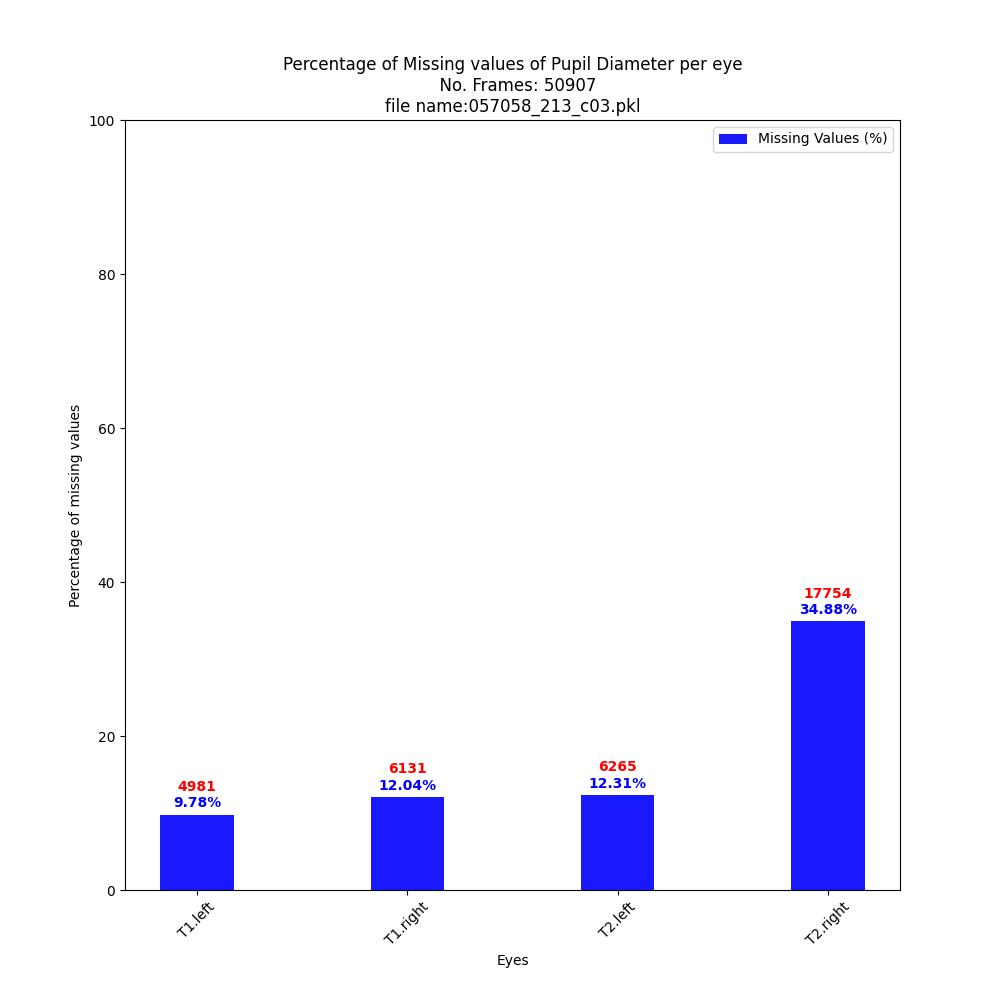 Percentage of Missing values of Pupil Diameter per eye
No. Frames: 50907
file name:057058_213_c03.pkl
Missing Values (%)
100
80
60
40
20
0
Percentage of missing values
4981
9.78%
6131
12.04%
6265
12.31%
17754
34.88%
T1.left
T1.right
T2.left
T2.right
Eyes